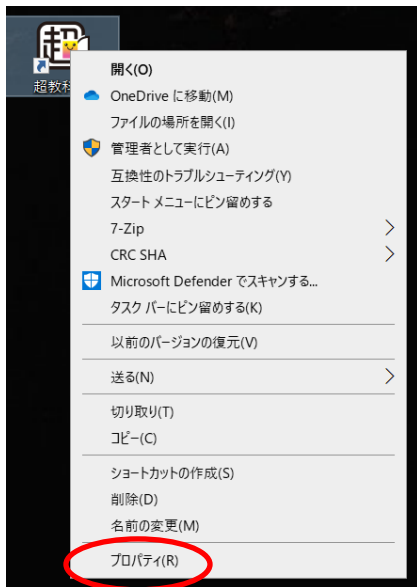 超
超教科
開く(O)
OneDrive に移動(M)
ファイルの場所を開く(I)
管理者として実行(A)
互換性のトラブルシューティング(Y)
スタート メニューにピン留めする
7-Zip
CRC SHA
Microsoft Defender でスキャンする...
タスク バーにピン留めする(K)
以前のバージョンの復元(V)
送る(N)
切り取り(T)
コピー(C)
ショートカットの作成(S)
削除(D)
名前の変更(M)
プロパティ(R)